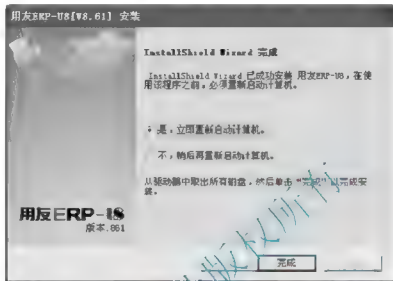 用友ERP-U8[V8.61] 安装
InstallShield Wizard 完成
InstallShield Wizard 已成功安装 用友ERP-U8，在使
用该程序之前，必须重新启动计算机。
是，立即重新启动计算机。
不，稍后再重新启动计算机。
从驱动器中取出所有磁盘，然后单击“完成”以完成安
装。
用友ERP-U8
版本.861
版权所有
完成